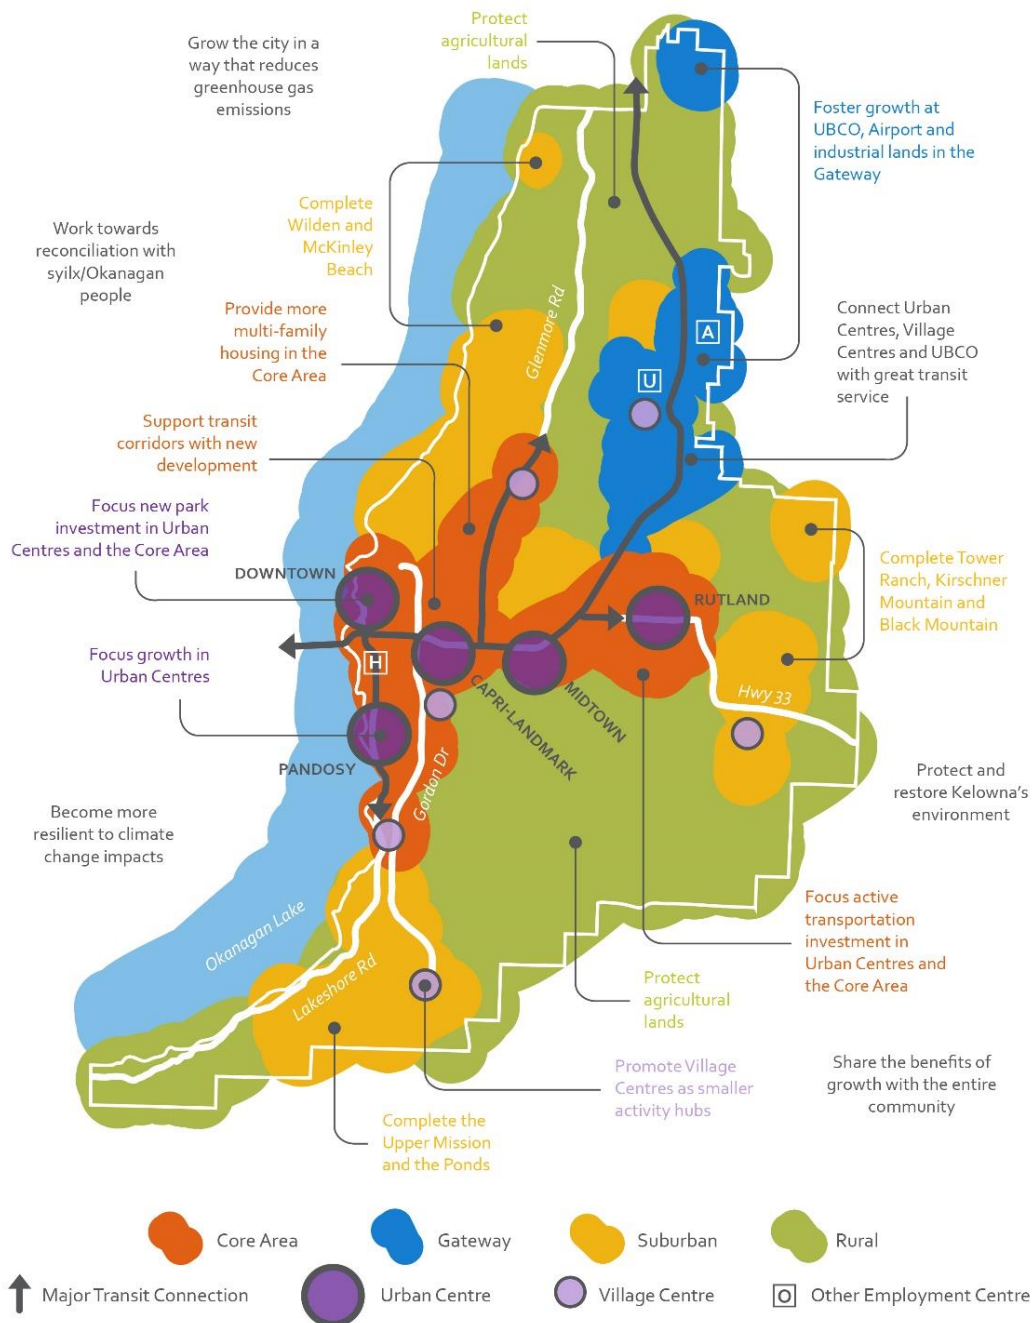 Grow the city in a
way that reduces
greenhouse gas
emissions
Protect
agricultural
lands
Foster growth at
UBCO, Airport and
industrial lands in the
Gateway
Complete
Wilden and
McKinley
Beach
Work towards
reconciliation with
syilx/Okanagan
people
Provide more
multi-family
housing in the
Core Area
Glenmore Rd
A
U
Connect Urban
Centres, Village
Centres and UBCO
with great transit
service
Support transit
corridors with new
development
Focus new park
investment in Urban
Centres and the Core Area
DOWNTOWN
RUTLAND
Complete Tower
Ranch, Kirschner
Mountain and
Black Mountain
Focus growth in
Urban Centres
H
CAPRI-LANDMARK
MIDTOWN
Hwy 33
PANDOSY
Gordon Dr
Protect and
restore Kelowna's
environment
Become more
resilient to climate
change impacts
Okanagan Lake
Lakeshore Rd
Focus active
transportation
investment in
Urban Centres and
the Core Area
Protect
agricultural
lands
Promote Village
Centres as smaller
activity hubs
Share the benefits of
growth with the entire
community
Complete the
Upper Mission
and the Ponds
Core Area
Gateway
Suburban
Rural
Major Transit Connection
Urban Centre
Village Centre
O
Other Employment Centre